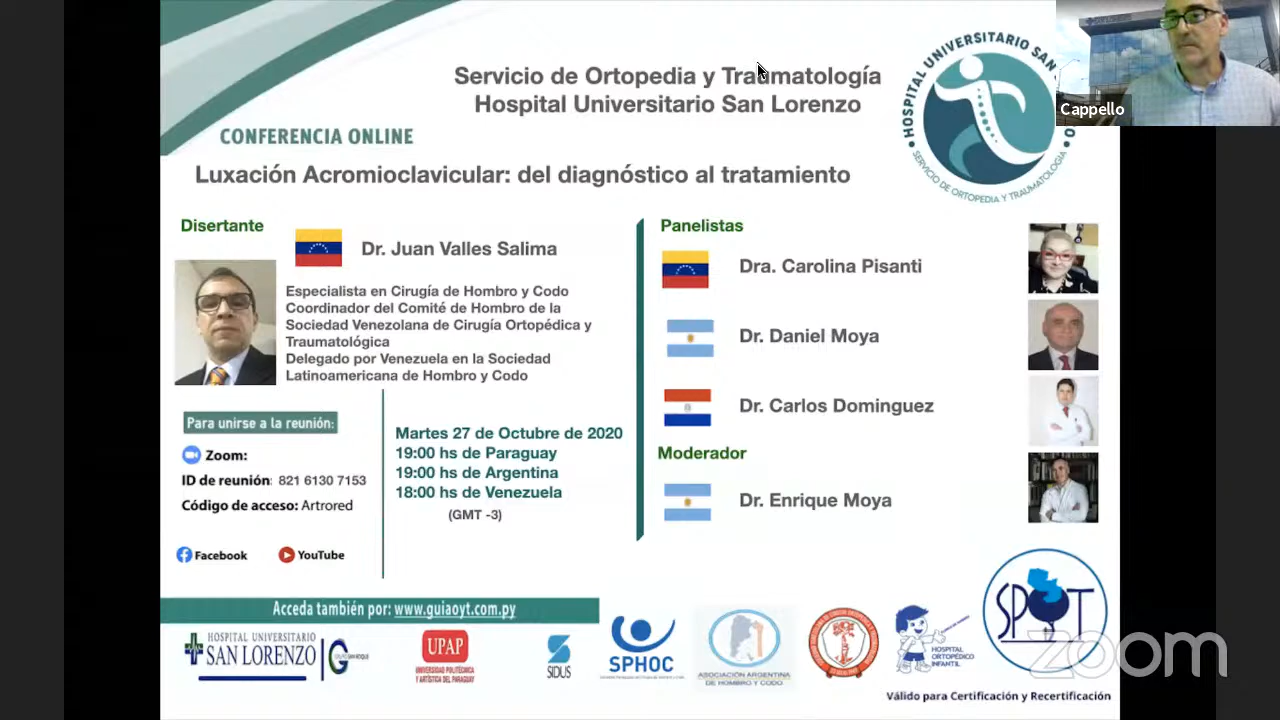 Servicio de Ortopedia y Traumatología
Hospital Universitario San Lorenzo
CONFERENCIA ONLINE
Luxación Acromioclavicular: del diagnóstico al tratamiento
HOSPITAL UNIVERSITARIO SAN
SERVICIO DE ORTOPEDIA Y TRAUMATOLOGÍA
Cappello
Disertante
Dr. Juan Valles Salima
Especialista en Cirugía de Hombro y Codo
Coordinador del Comité de Hombro de la
Sociedad Venezolana de Cirugía Ortopédica y
Traumatológica
Delegado por Venezuela en la Sociedad
Latinoamericana de Hombro y Codo
Para unirse a la reunión:
Zoom:
ID de reunión: 821 6130 7153
Código de acceso: Artrored
Facebook
YouTube
Martes 27 de Octubre de 2020
19:00 hs de Paraguay
19:00 hs de Argentina
18:00 hs de Venezuela
(GMT -3)
Panelistas
Dra. Carolina Pisanti
Dr. Daniel Moya
Dr. Carlos Dominguez
Moderador
Dr. Enrique Moya
Acceda también por: www.guiaoyt.com.py
HOSPITAL UNIVERSITARIO
SAN LORENZO
G
UPAP
UNIVERSIDAD POLITÉCNICA
Y ARTÍSTICA DEL PARAGUAY
SIDUS
SPHOC
ASOCIACIÓN ARGENTINA
DE HOMBRO Y CODO
HOSPITAL
ORTOPÉDICO
INFANTIL
SPOT
zoom
Válido para Certificación y Recertificación